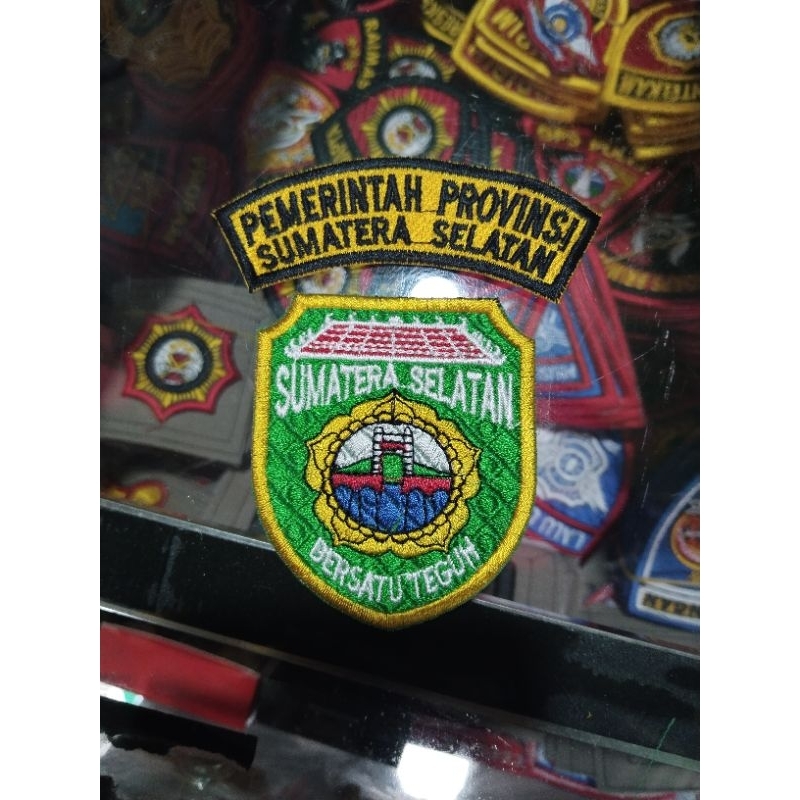 PEMERINTAH PROVINSI
SUMATERA SELATAN
SUMATERA SELATAN
BERSATU TEGUH